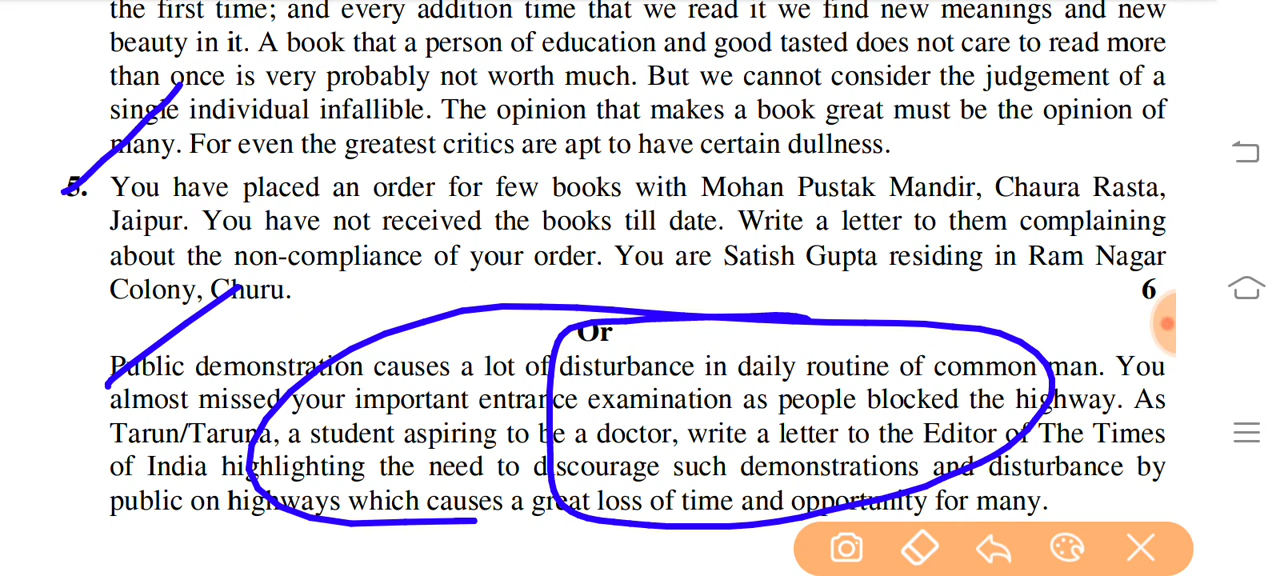 the first time; and every addition time that we read it we find new meanings and new
beauty in it. A book that a person of education and good tasted does not care to read more
than once is very probably not worth much. But we cannot consider the judgement of a
single individual infallible. The opinion that makes a book great must be the opinion of
many. For even the greatest critics are apt to have certain dullness.
5. You have placed an order for few books with Mohan Pustak Mandir, Chaura Rasta,
Jaipur. You have not received the books till date. Write a letter to them complaining
about the non-compliance of your order. You are Satish Gupta residing in Ram Nagar
Colony, Churu. 6
Or
Public demonstration causes a lot of disturbance in daily routine of common man. You
almost missed your important entrance examination as people blocked the highway. As
Tarun/Taruna, a student aspiring to be a doctor, write a letter to the Editor of The Times
of India highlighting the need to discourage such demonstrations and disturbance by
public on highways which causes a great loss of time and opportunity for many.